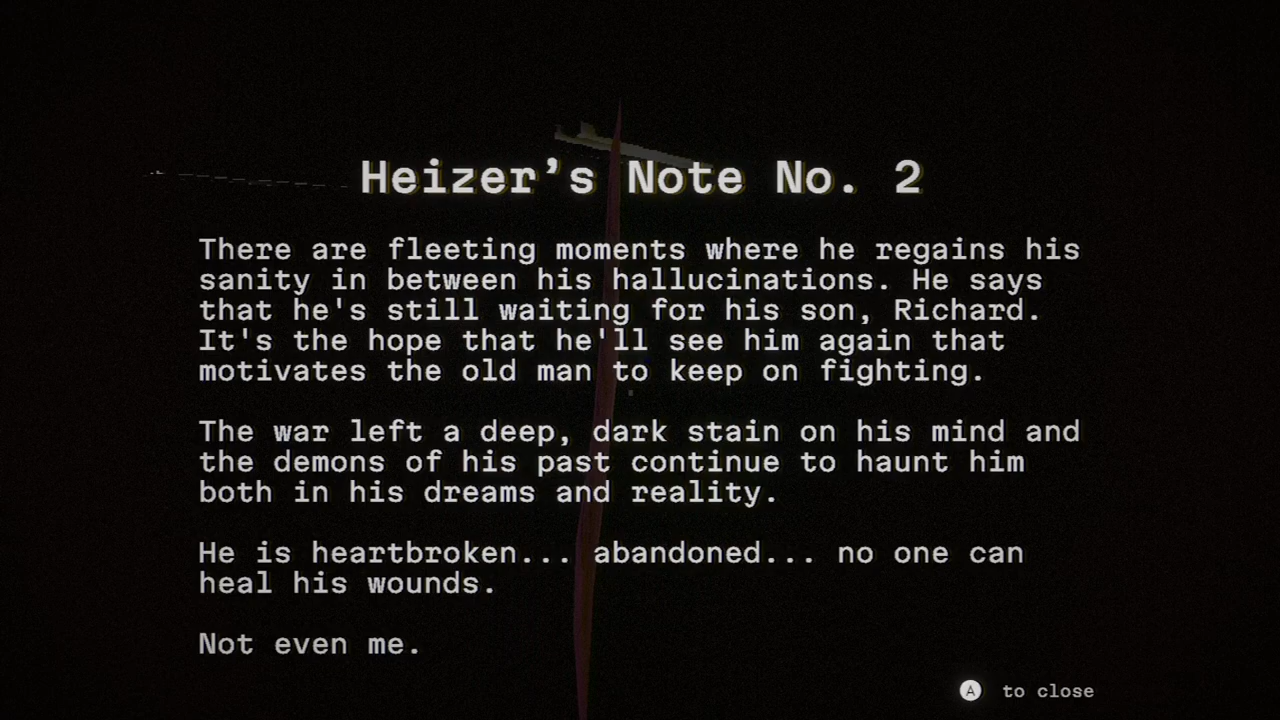 Heizer’s Note No. 2
There are fleeting moments where he regains his
sanity in between his hallucinations. He says
that he's still waiting for his son, Richard.
It's the hope that he'll see him again that
motivates the old man to keep on fighting.
The war left a deep, dark stain on his mind and
the demons of his past continue to haunt him
both in his dreams and reality.
He is heartbroken... abandoned... no one can
heal his wounds.
Not even me.
A to close